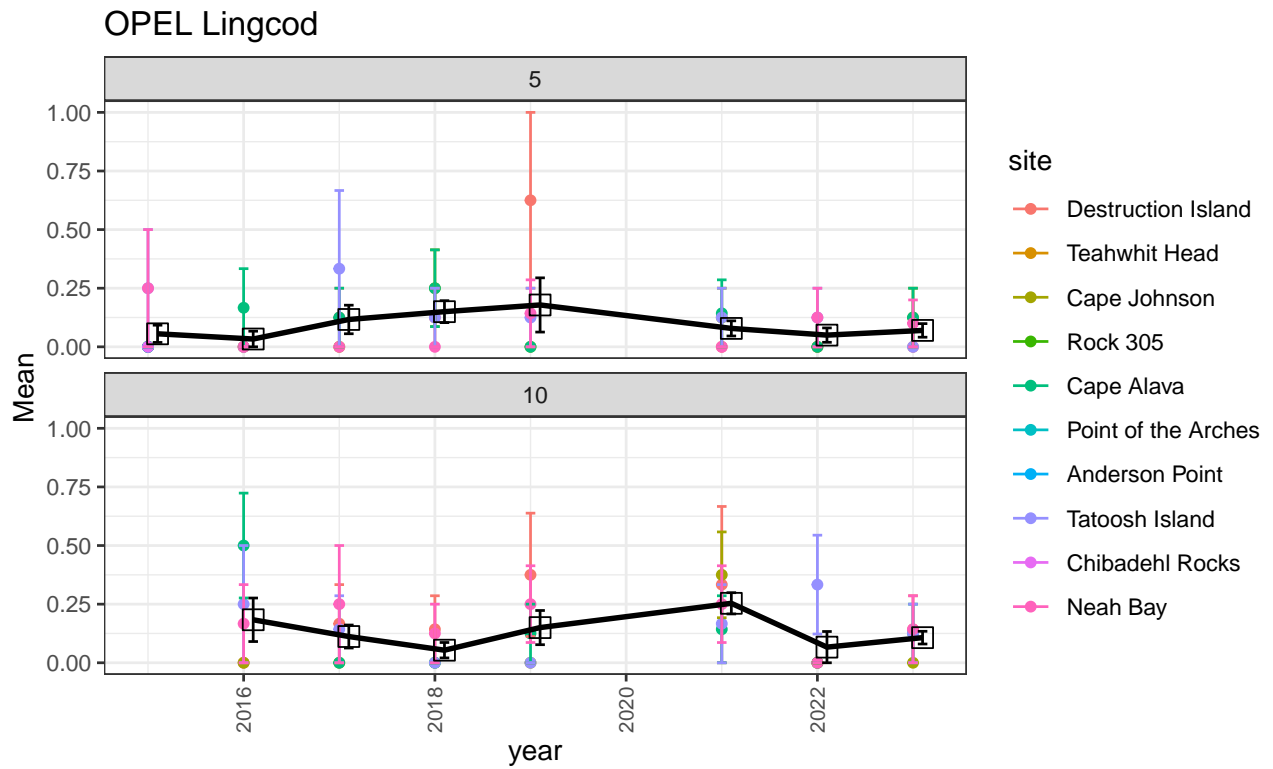 OPEL Lingcod
5
1.00
0.75
0.50
0.25
0.00
10
1.00
0.75
0.50
0.25
0.00
Mean
2016
2018
2020
2022
year
site
Destruction Island
Teahwhit Head
Cape Johnson
Rock 305
Cape Alava
Point of the Arches
Anderson Point
Tatoosh Island
Chibadehl Rocks
Neah Bay